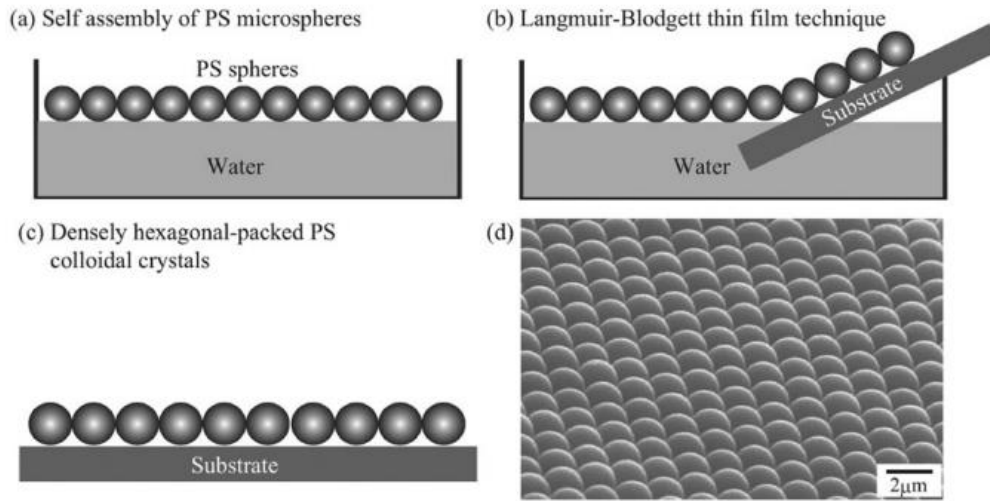 (a) Self assembly of PS microspheres
PS spheres
Water
(b) Langmuir-Blodgett thin film technique
Substrate
Water
(c) Densely hexagonal-packed PS
colloidal crystals
Substrate
(d)
2μm